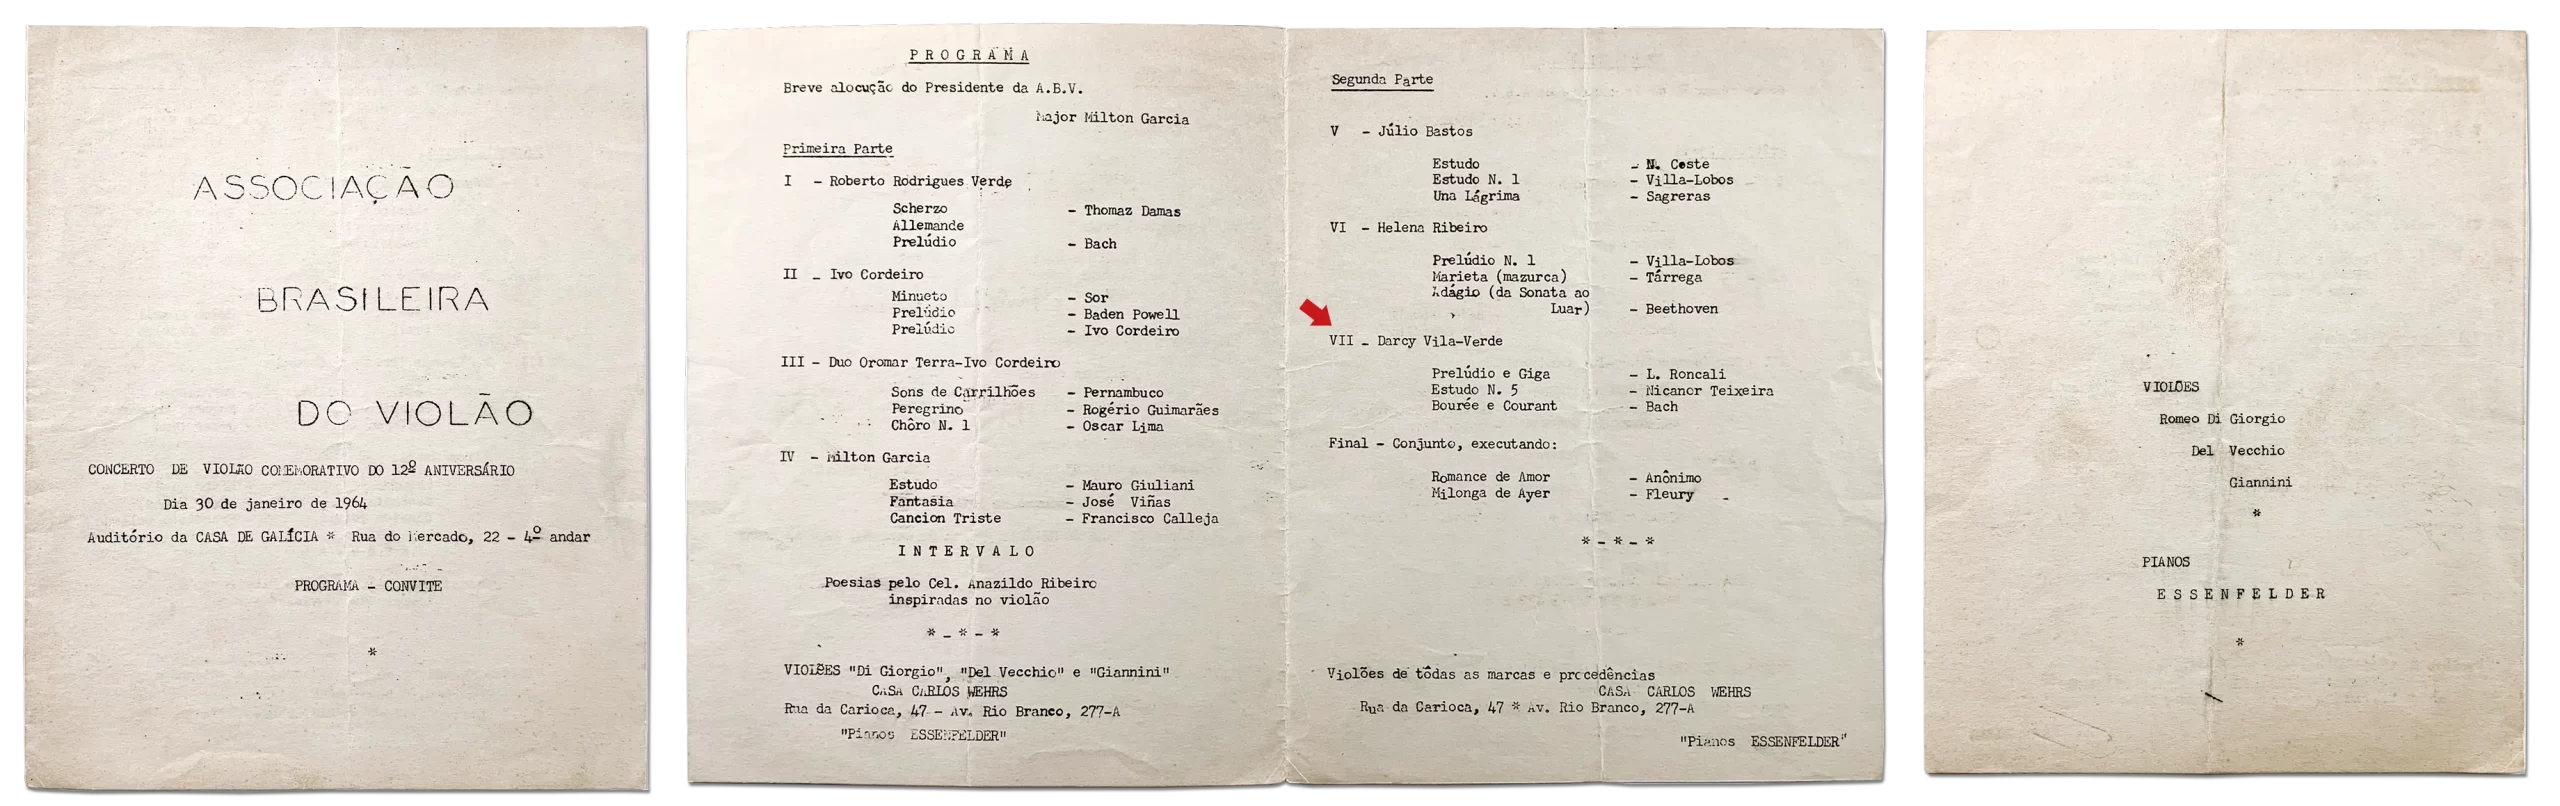 ASSOCIAÇÃO
BRASILEIRA
DO VIOLÃO
CONCERTO DE VIOLÃO COMEMORATIVO DO 12º ANIVERSÁRIO
Dia 30 de janeiro de 1964
Auditório da CASA DE GALÍCIA * Rua do Mercado, 22 - 4º andar
PROGRAMA - CONVITE
*
P R O G R A M A
Breve alocução do Presidente da A.B.V.
Major Milton Garcia
Primeira Parte
I - Roberto Rodrigues Verde
Scherzo - Thomaz Damas
Allemande
Prelúdio - Bach
II - Ivo Cordeiro
Minueto - Sor
Prelúdio - Baden Powell
Prelúdio - Ivo Cordeiro
III - Duo Oromar Terra-Ivo Cordeiro
Sons de Carrilhões - Pernambuco
Peregrino - Rogério Guimarães
Chôro N. 1 - Oscar Lima
IV - Milton Garcia
Estudo - Mauro Giuliani
Fantasia - José Viñas
Cancion Triste - Francisco Calleja
I N T E R V A L O
Poesias pelo Cel. Anazildo Ribeiro
inspiradas no violão
* - * - *
VIOLÕES "Di Giorgio", "Del Vecchio" e "Giannini"
CASA CARLOS WEHRS
Rua da Carioca, 47 - Av. Rio Branco, 277-A
"Pianos ESSENFELDER"
Segunda Parte
V - Júlio Bastos
Estudo - N. Coste
Estudo N. 1 - Villa-Lobos
Una Lágrima - Sagreras
VI - Helena Ribeiro
Prelúdio N. 1 - Villa-Lobos
Marieta (mazurca) - Tárrega
Adágio (da Sonata ao
Luar) - Beethoven
VII - Darcy Vila-Verde
Prelúdio e Giga - L. Roncali
Estudo N. 5 - Nicanor Teixeira
Bourée e Courant - Bach
Final - Conjunto, executando:
Romance de Amor - Anônimo
Milonga de Ayer - Fleury
* - * - *
Violões de tôdas as marcas e procedências
CASA CARLOS WEHRS
Rua da Carioca, 47 * Av. Rio Branco, 277-A
"Pianos ESSENFELDER"
VIOLÕES
Romeo Di Giorgio
Del Vecchio
Giannini
*
PIANOS
E S S E N F E L D E R
*